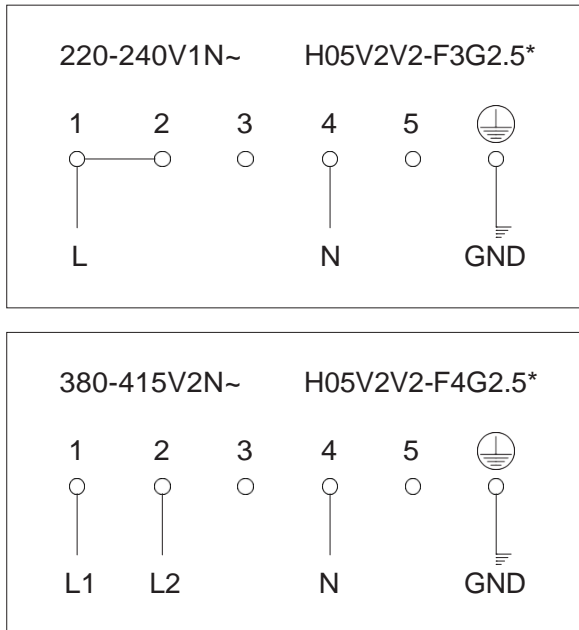 220-240V1N~ H05V2V2-F3G2.5*
1 2 3 4 5
L N GND
380-415V2N~ H05V2V2-F4G2.5*
1 2 3 4 5
L1 L2 N GND